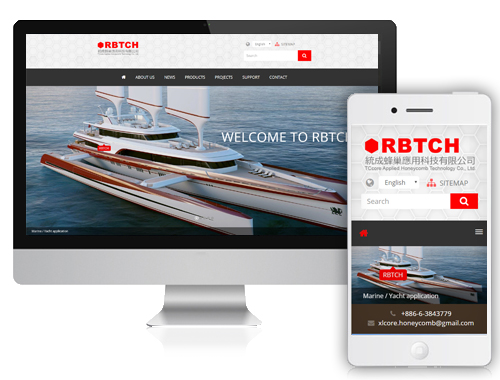 RBTCH
English
SITEMAP
Search
ABOUT US NEWS PRODUCTS PROJECTS SUPPORT CONTACT
WELCOME TO RBTCH
RBTCH
Marine / Yacht application
RBTCH
統成蜂巢應用科技有限公司
TCcore Applied Honeycomb Technology Co., Ltd.
English
SITEMAP
Search
RBTCH
Marine / Yacht application
+886-6-3843779
xlcore.honeycomb@gmail.com